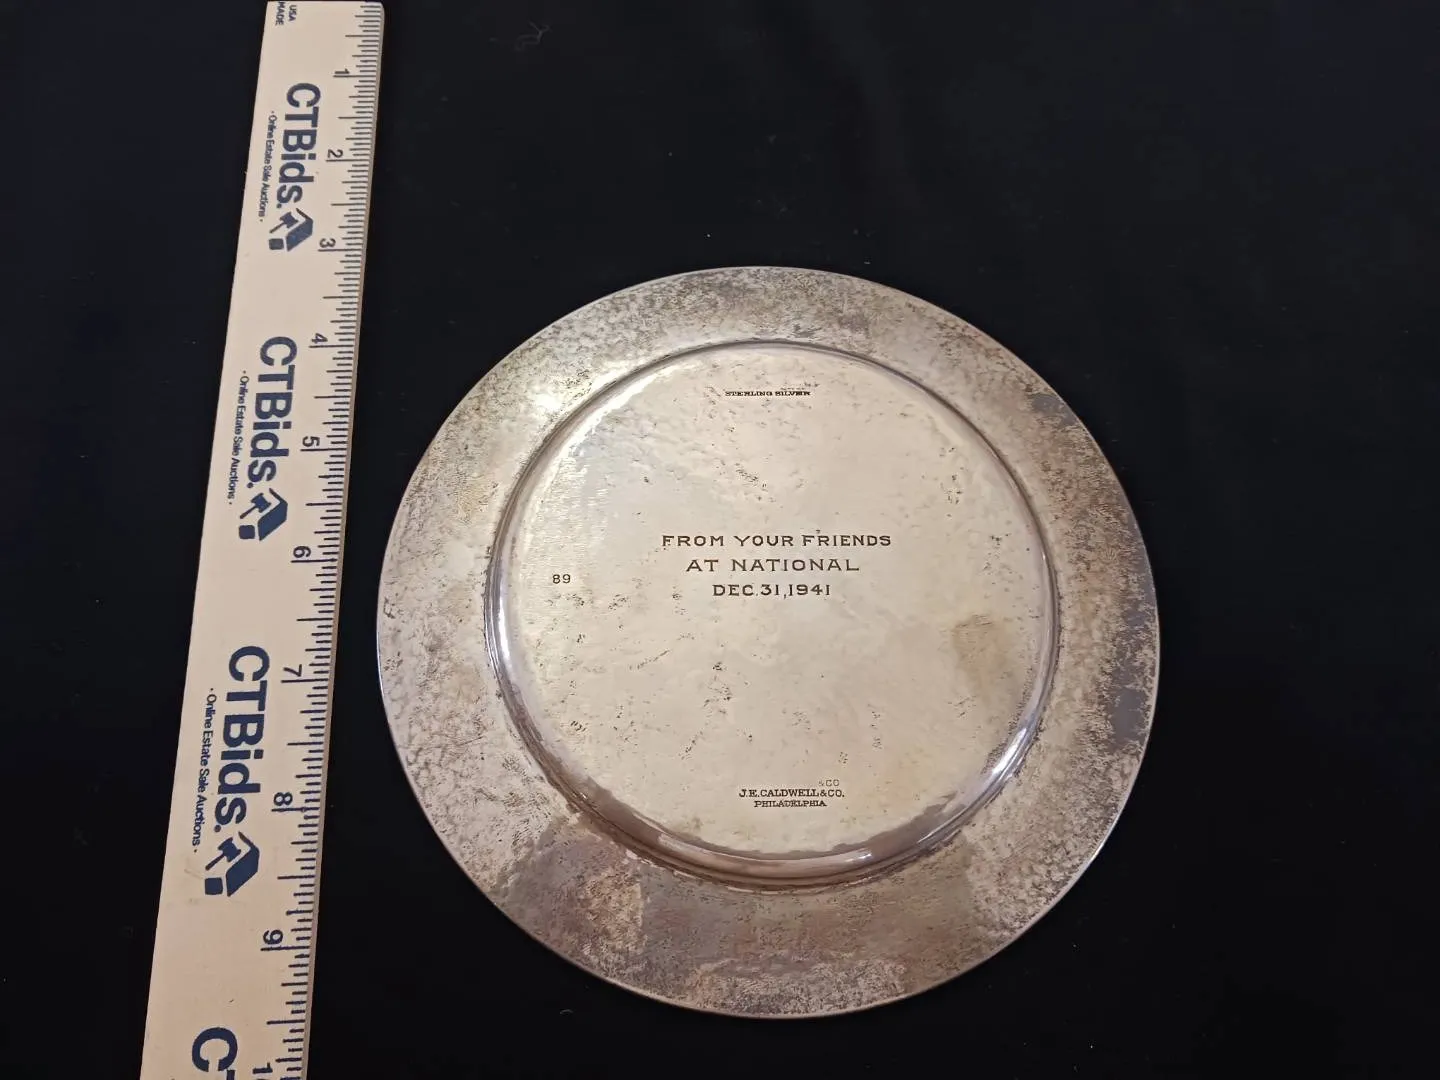 USA
MADE
1
CTBids.
· Online Estate Sale Auctions ·
2
3
4
CTBids.
· Online Estate Sale Auctions ·
5
6
7
CTBids.
· Online Estate Sale Auctions ·
8
9
CT
STERLING SILVER
FROM YOUR FRIENDS
AT NATIONAL
DEC.31,1941
89
&CO
J.E.CALDWELL&CO.
PHILADELPHIA